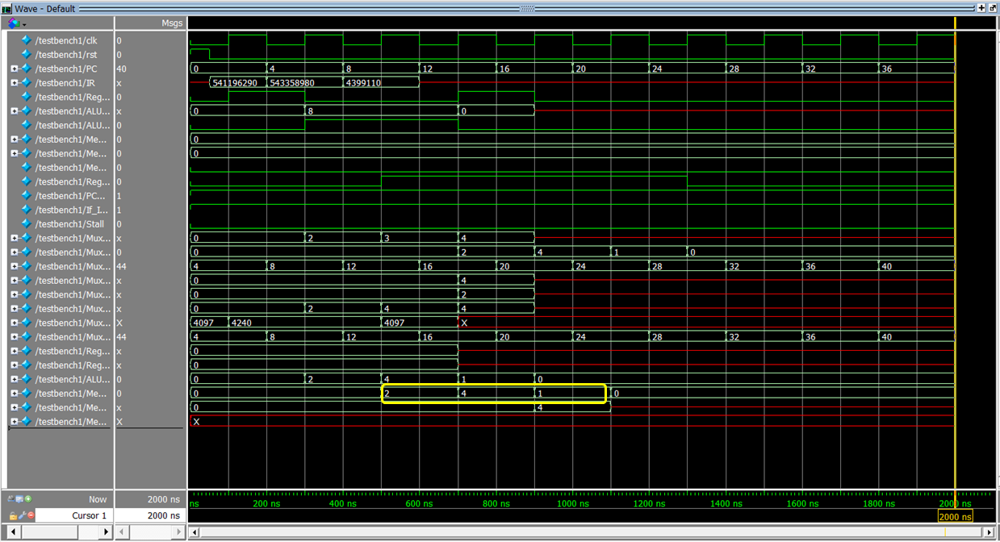 Wave - Default
Msgs
/testbench1/clk 0
/testbench1/rst 0
/testbench1/PC 40 0 4 8 12 16 20 24 28 32 36
/testbench1/IR x 541196290 543358980 4399110
/testbench1/Reg... 0
/testbench1/ALU... x 0 8 0
/testbench1/ALU... 0
/testbench1/Me... 0 0
/testbench1/Me... 0 0
/testbench1/Me... 0
/testbench1/Reg... 0
/testbench1/PC... 1
/testbench1/If_I... 1
/testbench1/Stall 0
/testbench1/Mux... x 0 2 3 4
/testbench1/Mux... 0 0 2 4 1 0
/testbench1/Mux... 44 4 8 12 16 20 24 28 32 36 40
/testbench1/Mux... x 0 4
/testbench1/Mux... x 0 2
/testbench1/Mux... x 0 2 4 4
/testbench1/Mux... X 4097 4240 4097 X
/testbench1/Mux... 44 4 8 12 16 20 24 28 32 36 40
/testbench1/Reg... x 0
/testbench1/Reg... x 0
/testbench1/ALU... 0 0 2 4 1 0
/testbench1/Me... 0 0 2 4 1 0
/testbench1/Me... x 0 4
/testbench1/Me... X X
Now 2000 ns ns 200 ns 400 ns 600 ns 800 ns 1000 ns 1200 ns 1400 ns 1600 ns 1800 ns 2000 ns
Cursor 1 2000 ns 2000 ns